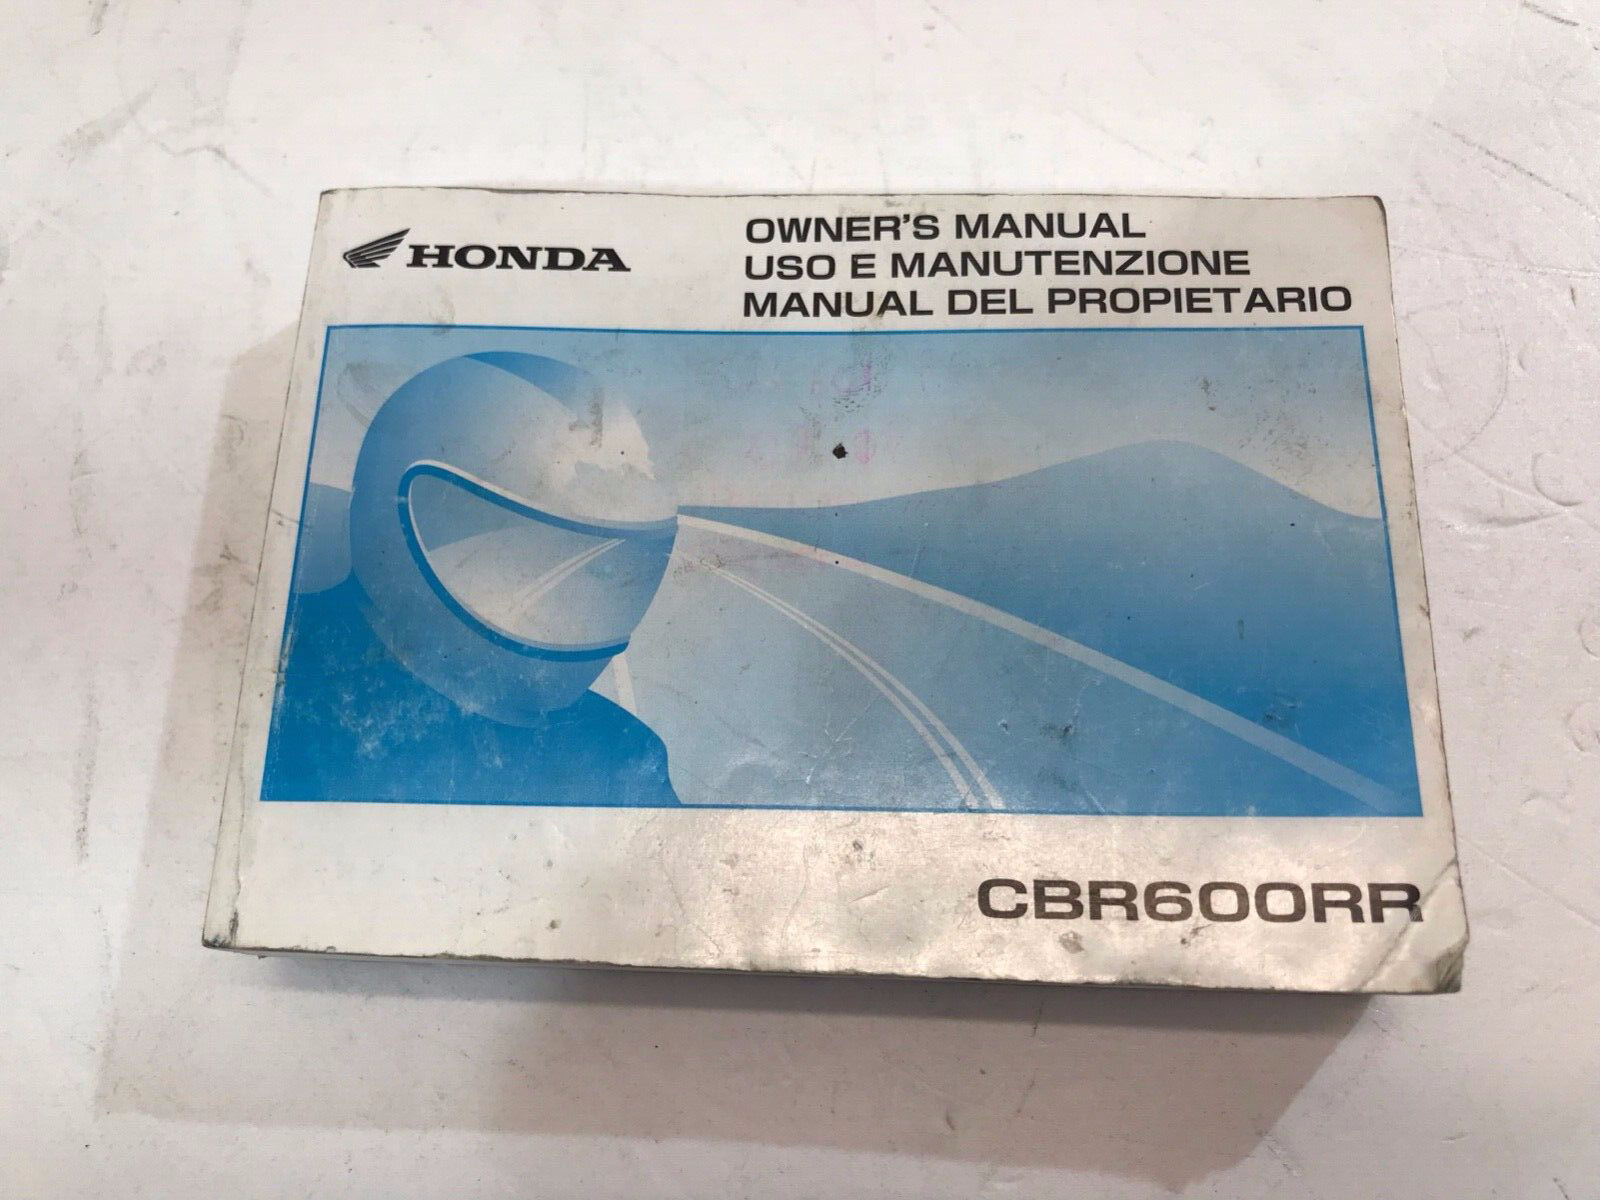 HONDA
OWNER'S MANUAL
USO E MANUTENZIONE
MANUAL DEL PROPIETARIO
CBR600RR